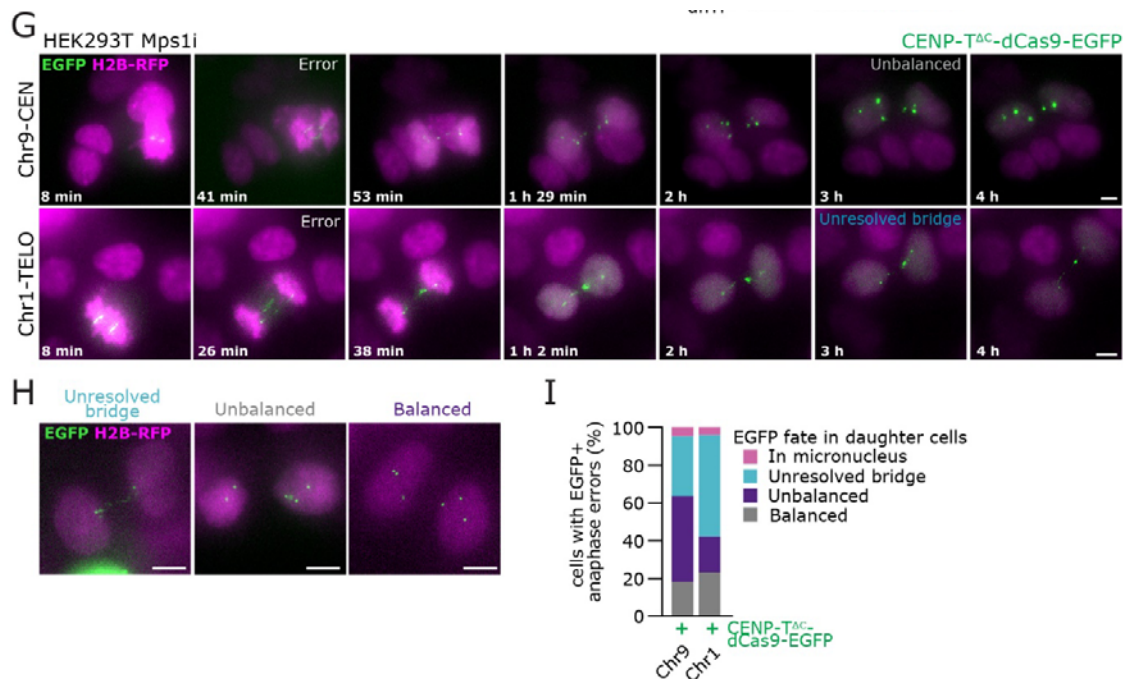 G
HEK293T Mps1i
CENP-TΔC-dCas9-EGFP
EGFP H2B-RFP
Error
Unbalanced
Chr9-CEN
8 min
41 min
53 min
1 h 29 min
2 h
3 h
4 h
Error
Unresolved bridge
Chr1-TELO
8 min
26 min
38 min
1 h 2 min
2 h
3 h
4 h
H
Unresolved
bridge
Unbalanced
Balanced
EGFP H2B-RFP
I
cells with EGFP+
anaphase errors (%)
100
80
60
40
20
0
EGFP fate in daughter cells
In micronucleus
Unresolved bridge
Unbalanced
Balanced
+ + CENP-TΔC-
dCas9-EGFP
Chr9
Chr1